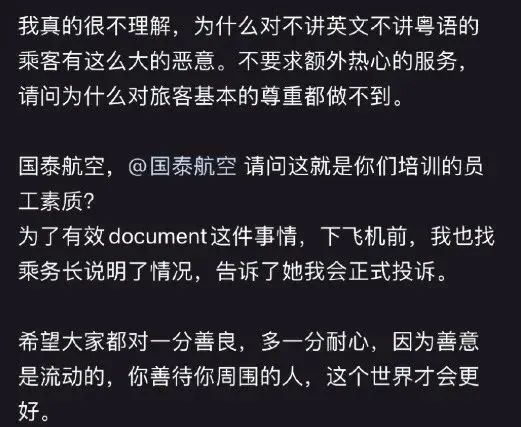 我真的很不理解，为什么对不讲英文不讲粤语的
乘客有这么大的恶意。不要求额外热心的服务，
请问为什么对旅客基本的尊重都做不到。
国泰航空，@国泰航空 请问这就是你们培训的员
工素质？
为了有效document这件事情，下飞机前，我也找
乘务长说明了情况，告诉了她我会正式投诉。
希望大家都对一分善良，多一分耐心，因为善意
是流动的，你善待你周围的人，这个世界才会更
好。